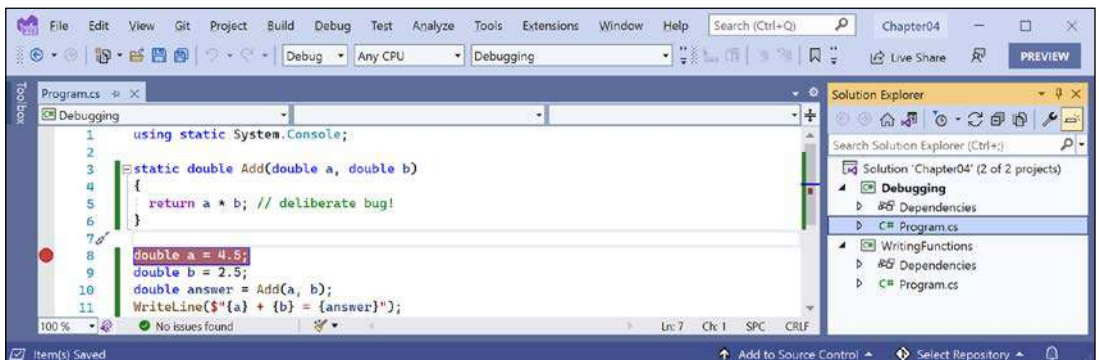 File Edit View Git Project Build Debug Test Analyze Tools Extensions Window Help Search (Ctrl+Q) Chapter04
Debug Any CPU Debugging Live Share PREVIEW
Toolbox
Program.cs
Debugging
1 using static System.Console;
2
3 static double Add(double a, double b)
4 {
5 return a * b; // deliberate bug!
6 }
7
8 double a = 4.5;
9 double b = 2.5;
10 double answer = Add(a, b);
11 WriteLine($"{a} + {b} = {answer}");
100 % No issues found Ln: 7 Ch: 1 SPC CRLF
Solution Explorer
Search Solution Explorer (Ctrl+;)
Solution 'Chapter04' (2 of 2 projects)
C# Debugging
Dependencies
C# Program.cs
C# WritingFunctions
Dependencies
C# Program.cs
Item(s) Saved Add to Source Control Select Repository